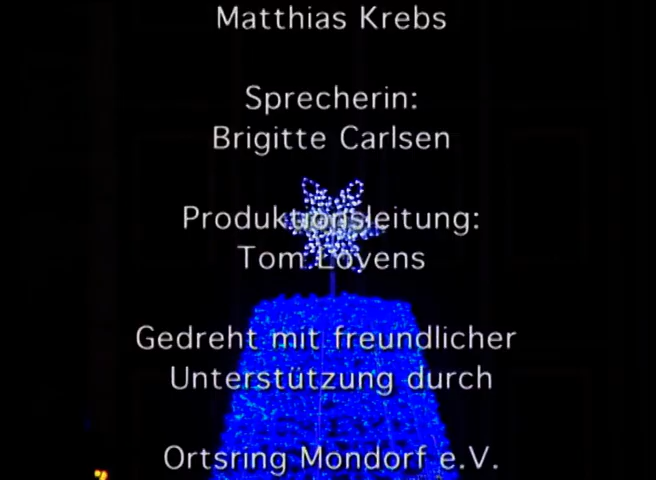 Matthias Krebs
Sprecherin:
Brigitte Carlsen
Produktionsleitung:
Tom Lovens
Gedreht mit freundlicher
Unterstützung durch
Ortsring Mondorf e.V.